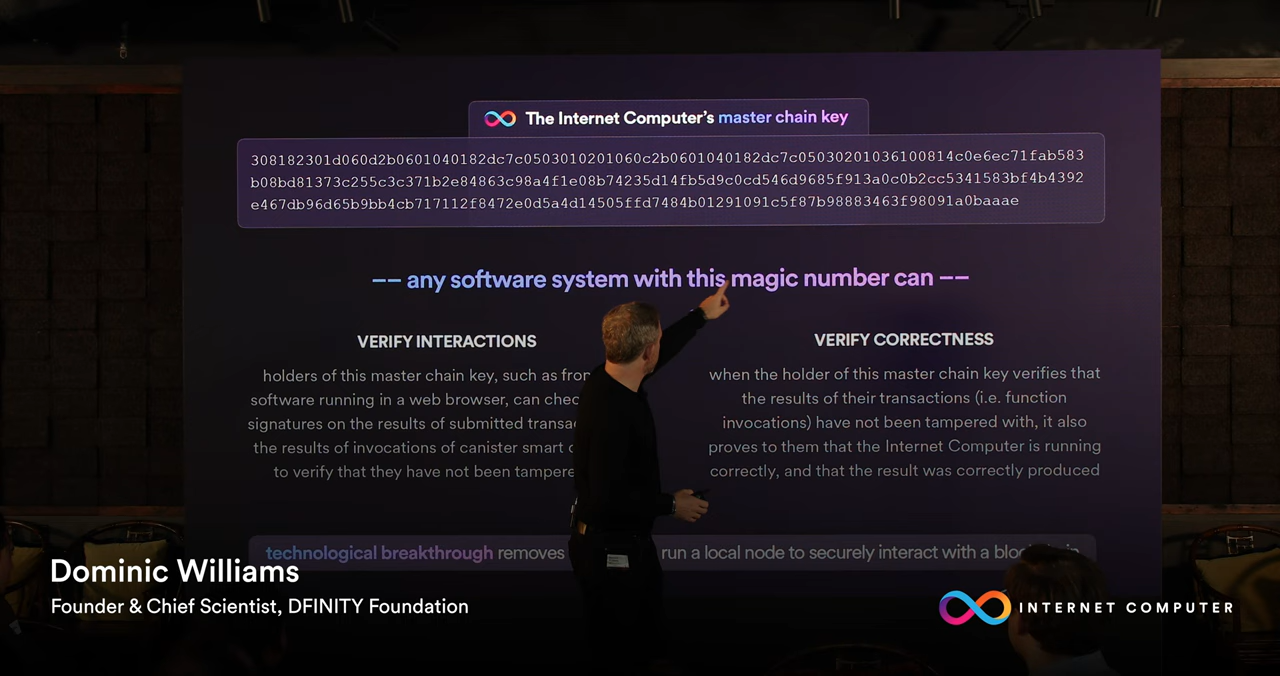 The Internet Computer's master chain key
308182301d060d2b0601040182dc7c0503010201060c2b0601040182dc7c05030201036100814c0e6ec71fab583
b08bd81373c255c3c371b2e84863c98a4f1e08b74235d14fb5d9c0cd546d9685f913a0c0b2cc5341583bf4b4392
e467db96d65b9bb4cb717112f8472e0d5a4d14505ffd7484b01291091c5f87b98883463f98091a0baaae
-- any software system with this magic number can --
VERIFY INTERACTIONS
holders of this master chain key, such as from
software running in a web browser, can chec
signatures on the results of submitted transa
the results of invocations of canister smart c
to verify that they have not been tampere
VERIFY CORRECTNESS
when the holder of this master chain key verifies that
the results of their transactions (i.e. function
invocations) have not been tampered with, it also
proves to them that the Internet Computer is running
correctly, and that the result was correctly produced
technological breakthrough removes run a local node to securely interact with a blockchain
Dominic Williams
Founder & Chief Scientist, DFINITY Foundation
INTERNET COMPUTER